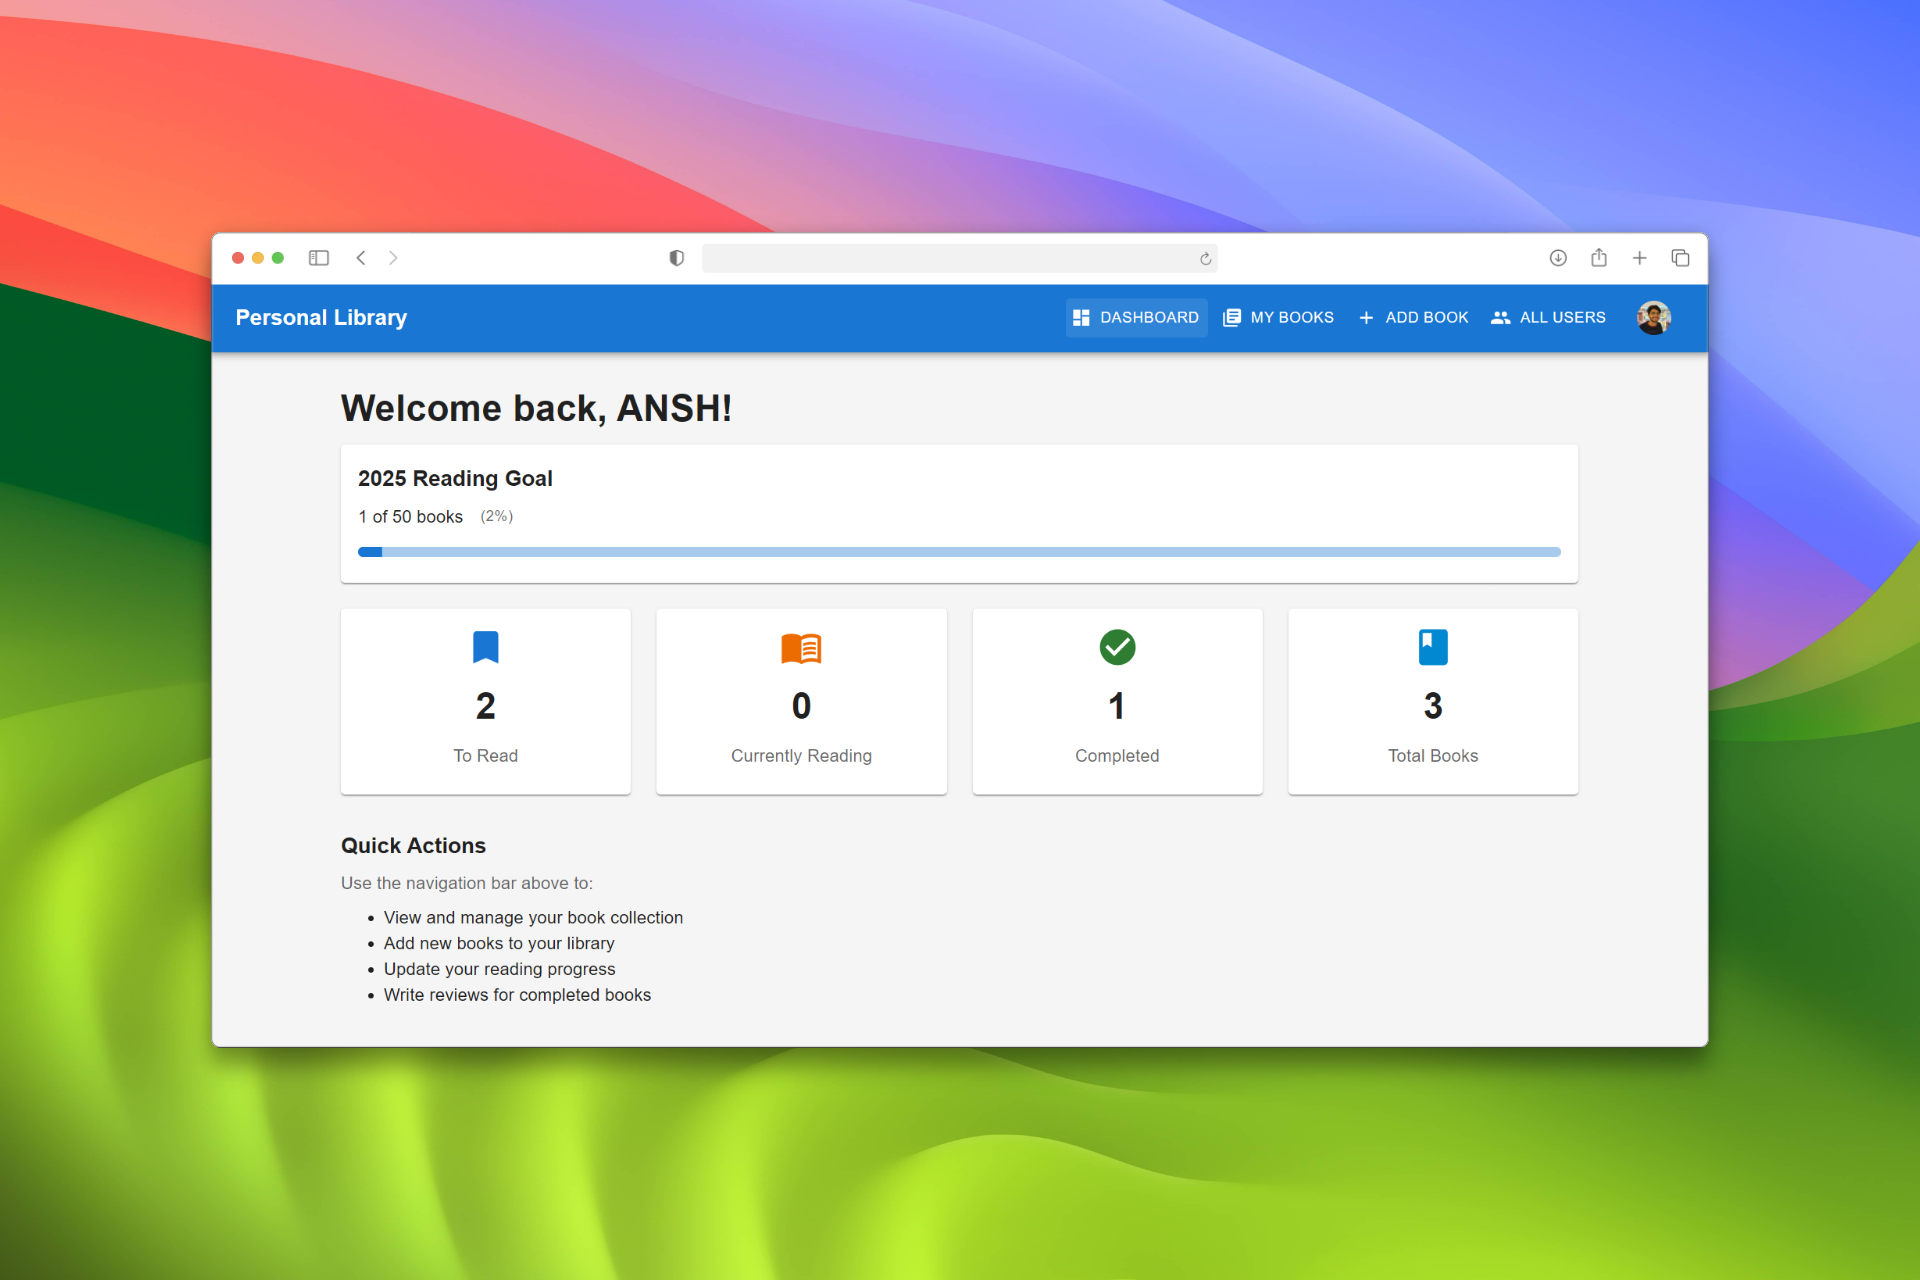 Personal Library
DASHBOARD
MY BOOKS
ADD BOOK
ALL USERS
Welcome back, ANSH!
2025 Reading Goal
1 of 50 books (2%)
2
To Read
0
Currently Reading
1
Completed
3
Total Books
Quick Actions
Use the navigation bar above to:
View and manage your book collection
Add new books to your library
Update your reading progress
Write reviews for completed books